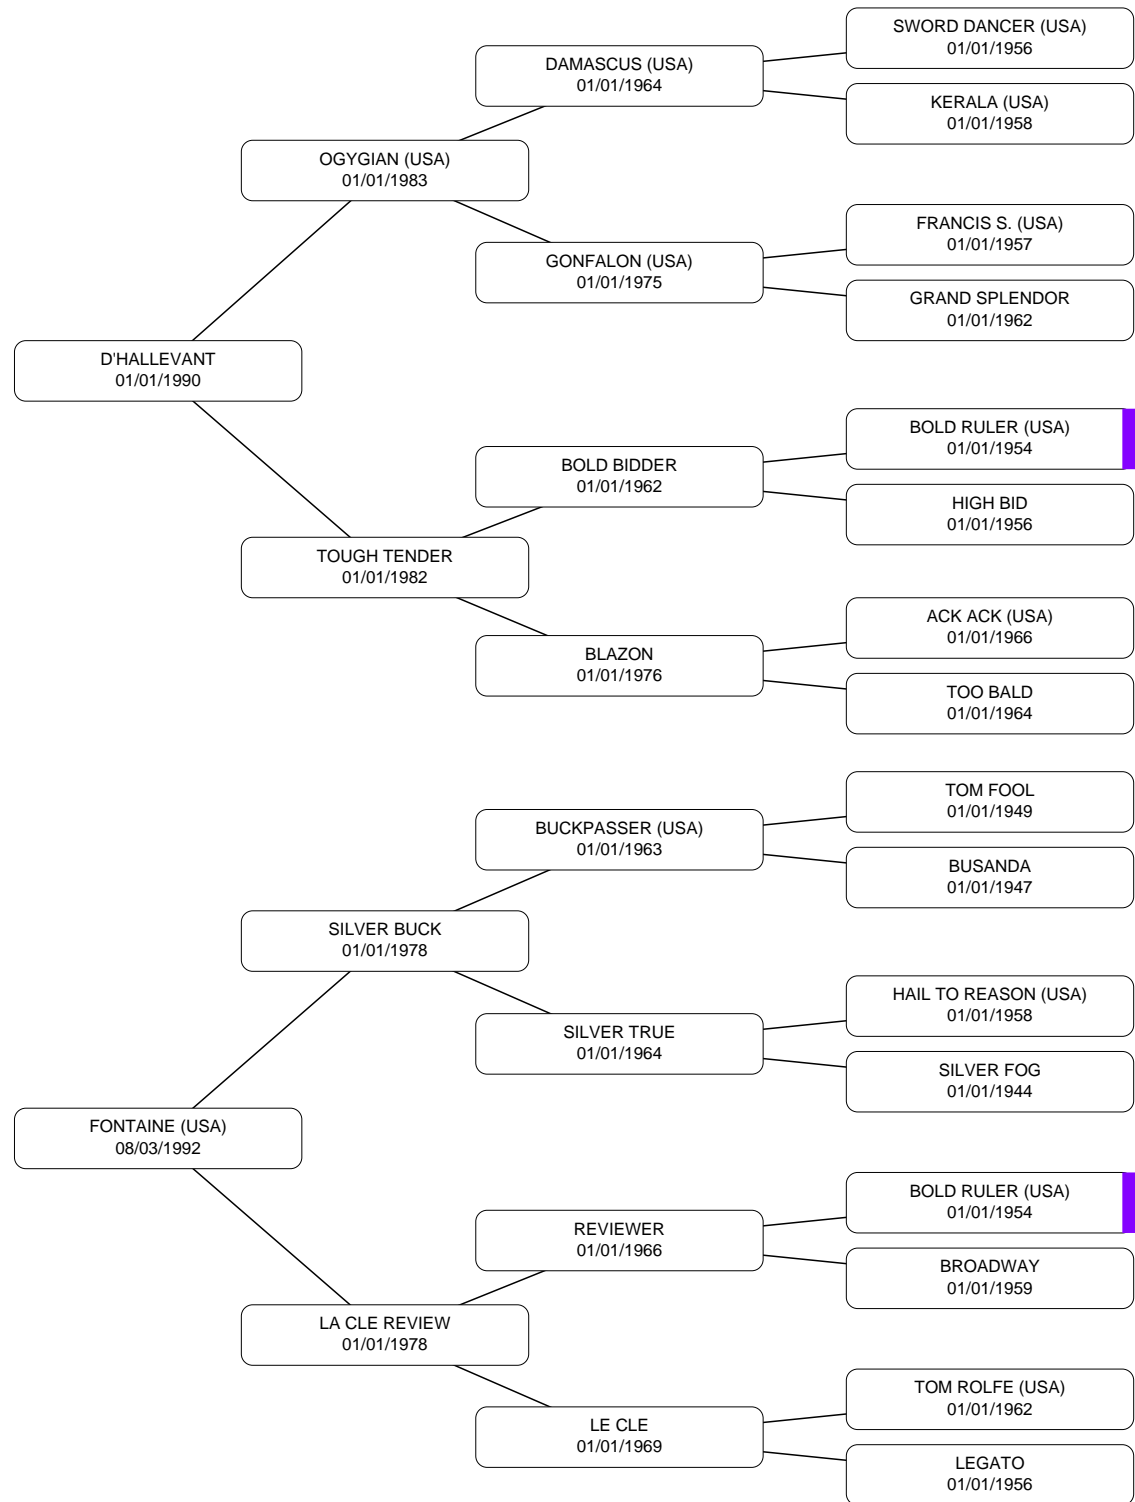 SWORD DANCER (USA)
01/01/1956
DAMASCUS (USA)
01/01/1964
KERALA (USA)
01/01/1958
OGYGIAN (USA)
01/01/1983
FRANCIS S. (USA)
01/01/1957
GONFALON (USA)
01/01/1975
GRAND SPLENDOR
01/01/1962
D'HALLEVANT
01/01/1990
BOLD RULER (USA)
01/01/1954
BOLD BIDDER
01/01/1962
HIGH BID
01/01/1956
TOUGH TENDER
01/01/1982
ACK ACK (USA)
01/01/1966
BLAZON
01/01/1976
TOO BALD
01/01/1964
TOM FOOL
01/01/1949
BUCKPASSER (USA)
01/01/1963
BUSANDA
01/01/1947
SILVER BUCK
01/01/1978
HAIL TO REASON (USA)
01/01/1958
SILVER TRUE
01/01/1964
SILVER FOG
01/01/1944
FONTAINE (USA)
08/03/1992
BOLD RULER (USA)
01/01/1954
REVIEWER
01/01/1966
BROADWAY
01/01/1959
LA CLE REVIEW
01/01/1978
TOM ROLFE (USA)
01/01/1962
LE CLE
01/01/1969
LEGATO
01/01/1956